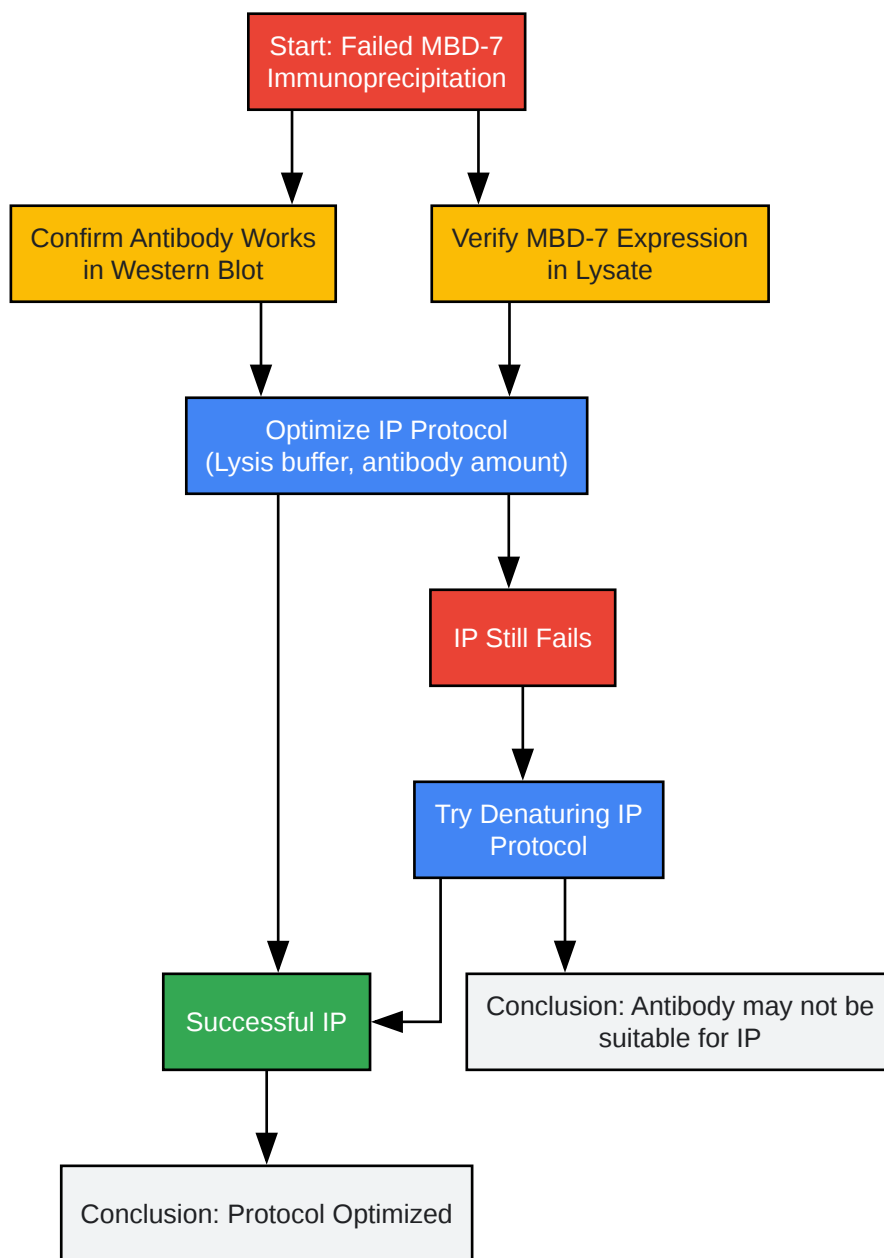 Start: Failed MBD-7
Immunoprecipitation
Confirm Antibody Works
in Western Blot
Verify MBD-7 Expression
in Lysate
Optimize IP Protocol
(Lysis buffer, antibody amount)
IP Still Fails
Try Denaturing IP
Protocol
Successful IP
Conclusion: Antibody may not be
suitable for IP
Conclusion: Protocol Optimized